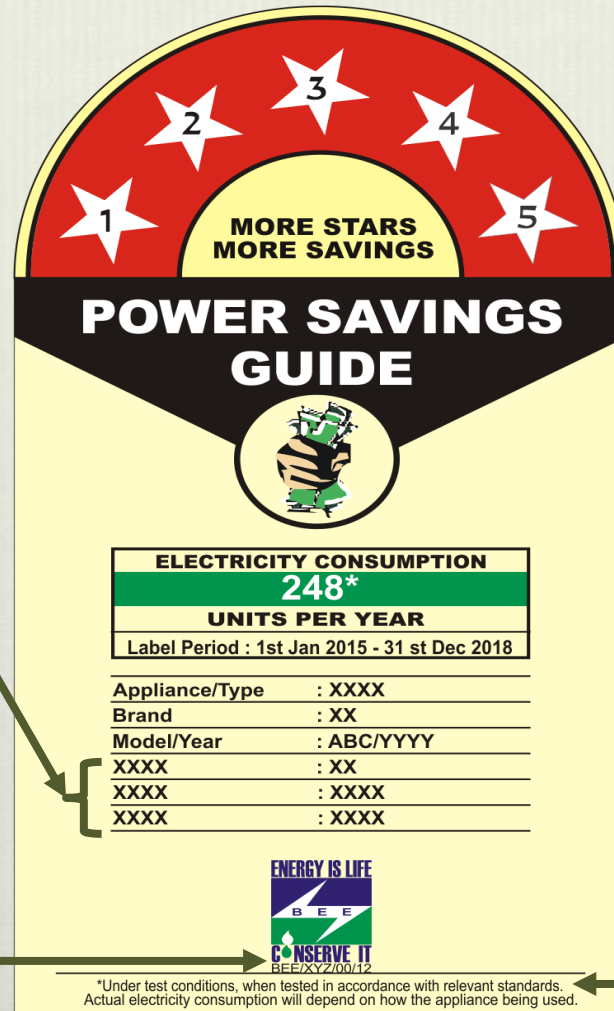 1 2 3 4 5
MORE STARS
MORE SAVINGS
POWER SAVINGS
GUIDE
ELECTRICITY CONSUMPTION
248*
UNITS PER YEAR
Label Period : 1st Jan 2015 - 31 st Dec 2018
Appliance/Type : XXXX
Brand : XX
Model/Year : ABC/YYYY
XXXX : XX
XXXX : XXXX
XXXX : XXXX
ENERGY IS LIFE
BEE
CONSERVE IT
BEE/XYZ/00/12
*Under test conditions, when tested in accordance with relevant standards.
Actual electricity consumption will depend on how the appliance being used.